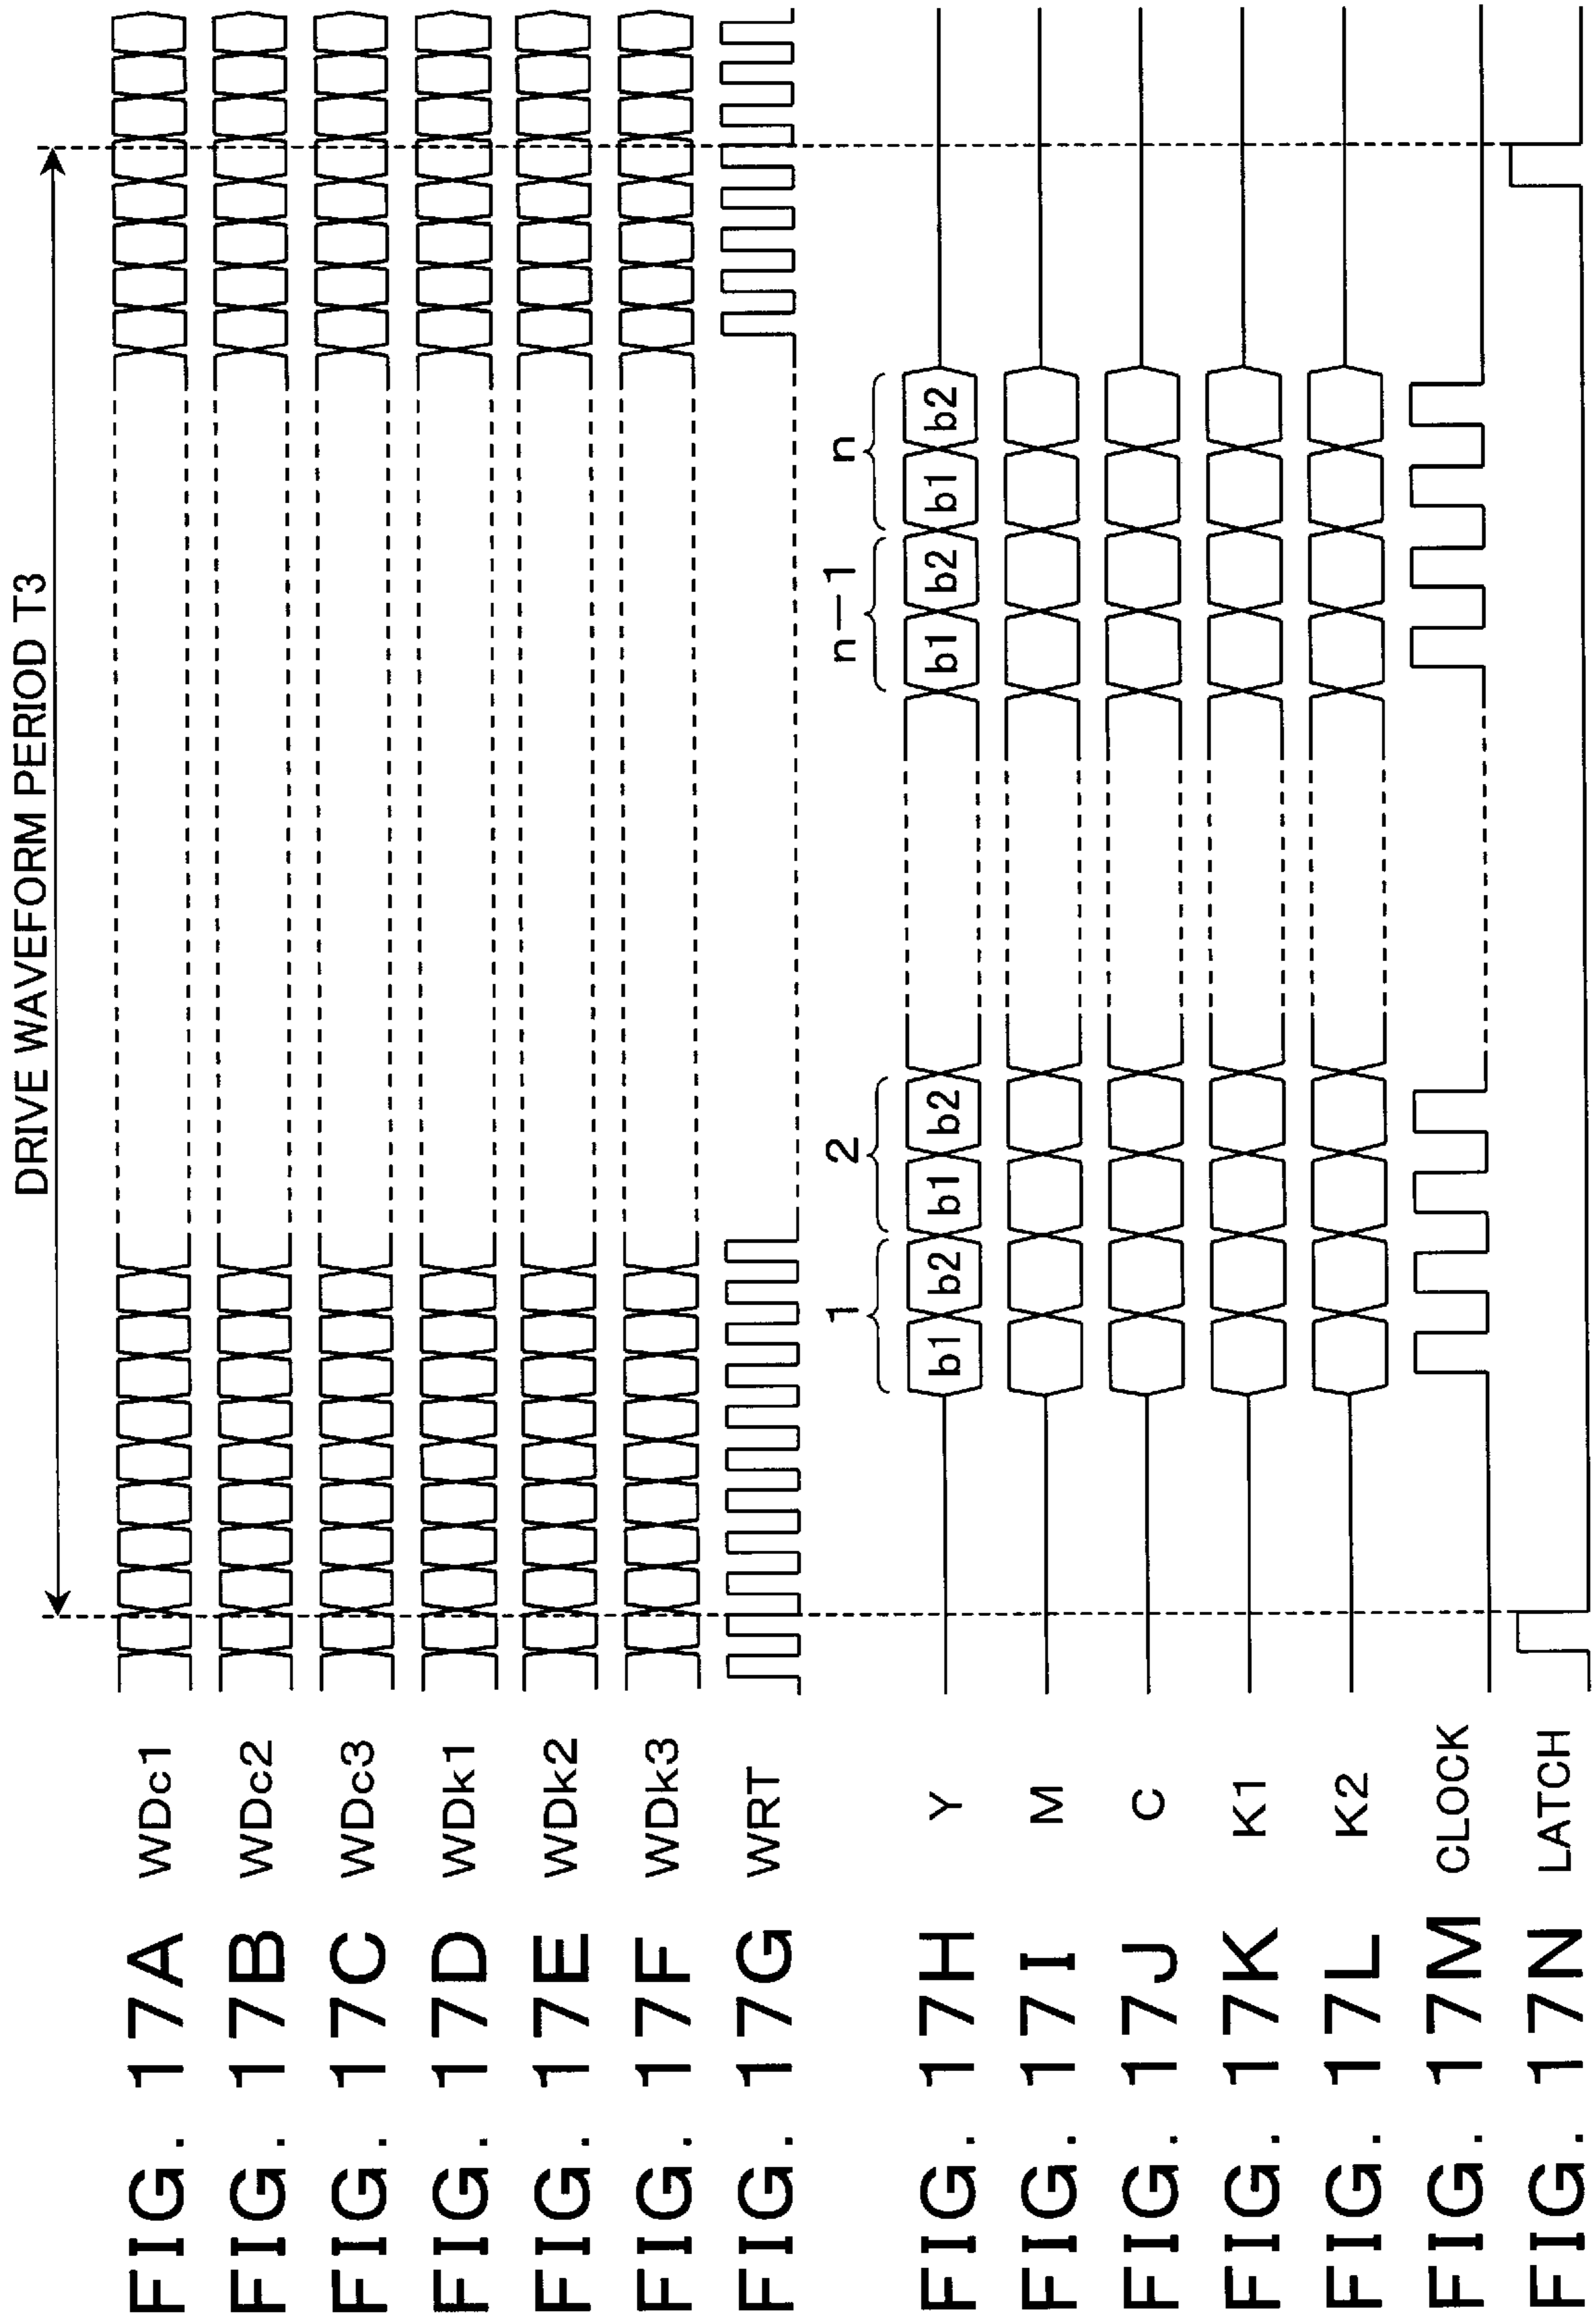 DRIVE WAVEFORM PERIOD T3
FIG. 17A WDc1
FIG. 17B WDc2
FIG. 17C WDc3
FIG. 17D WDk1
FIG. 17E WDk2
FIG. 17F WDk3
FIG. 17G WRT
1 2 n-1 n
FIG. 17H Y b1 b2 b1 b2 b1 b2 b1 b2
FIG. 17I M
FIG. 17J C
FIG. 17K K1
FIG. 17L K2
FIG. 17M CLOCK
FIG. 17N LATCH